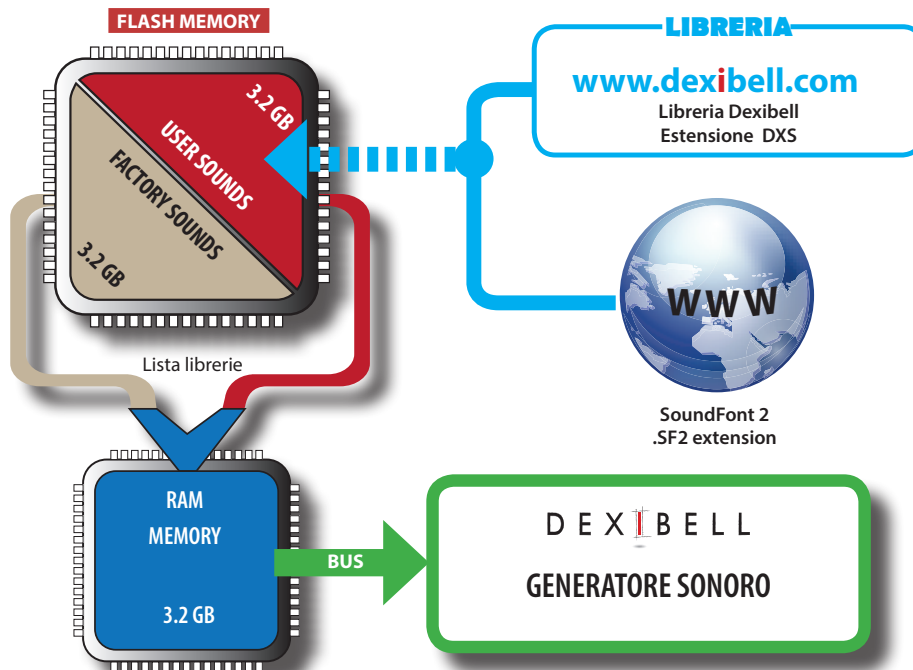 FLASH MEMORY
3.2 GB
USER SOUNDS
FACTORY SOUNDS
3.2 GB
LIBRERIA
www.dexibell.com
Libreria Dexibell
Estensione DXS
WWW
SoundFont 2
.SF2 extension
Lista librerie
RAM
MEMORY
3.2 GB
BUS
DEXIBELL
GENERATORE SONORO